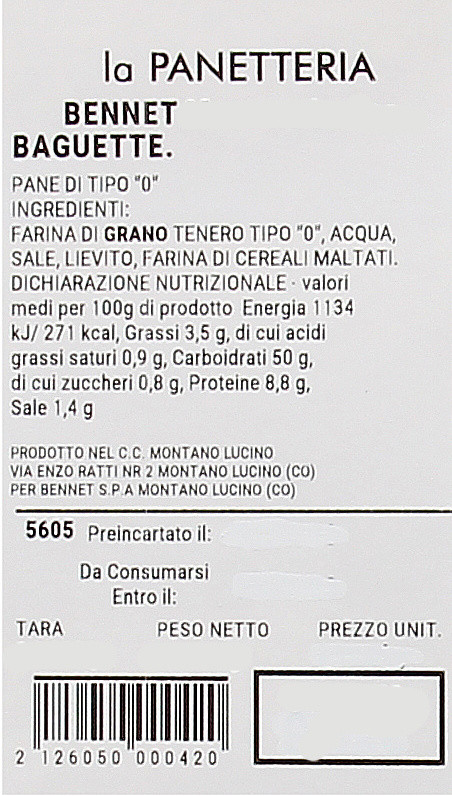 la PANETTERIA
BENNET
BAGUETTE.
PANE DI TIPO "0"
INGREDIENTI:
FARINA DI GRANO TENERO TIPO "0", ACQUA,
SALE, LIEVITO, FARINA DI CEREALI MALTATI.
DICHIARAZIONE NUTRIZIONALE - valori
medi per 100g di prodotto Energia 1134
kJ/ 271 kcal, Grassi 3,5 g, di cui acidi
grassi saturi 0,9 g, Carboidrati 50 g,
di cui zuccheri 0,8 g, Proteine 8,8 g,
Sale 1,4 g
PRODOTTO NEL C.C. MONTANO LUCINO
VIA ENZO RATTI NR 2 MONTANO LUCINO (CO)
PER BENNET S.P.A MONTANO LUCINO (CO)
5605 Preincartato il:
Da Consumarsi
Entro il:
TARA PESO NETTO PREZZO UNIT.
2 126050 000420